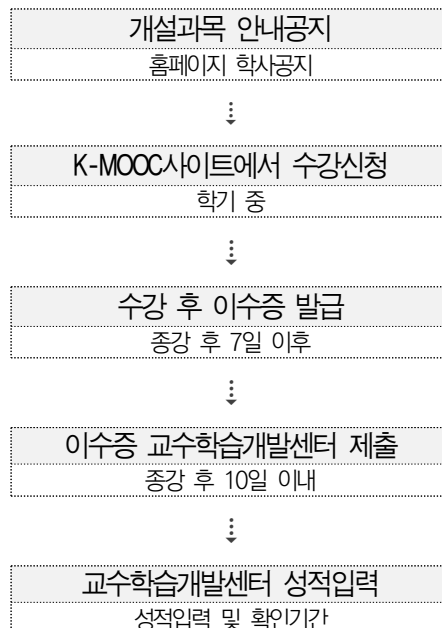 개설과목 안내공지
홈페이지 학사공지
K-MOOC사이트에서 수강신청
학기 중
수강 후 이수증 발급
종강 후 7일 이후
이수증 교수학습개발센터 제출
종강 후 10일 이내
교수학습개발센터 성적입력
성적입력 및 확인기간